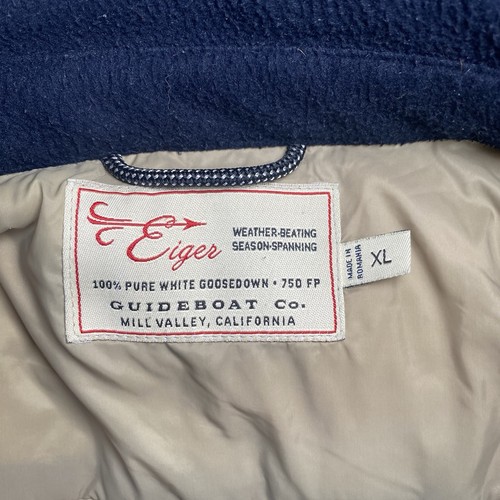 Eiger
WEATHER-BEATING
SEASON-SPANNING
100% PURE WHITE GOOSEDOWN • 750 FP
GUIDEBOAT Co.
MILL VALLEY, CALIFORNIA
MADE IN
ROMANIA
XL